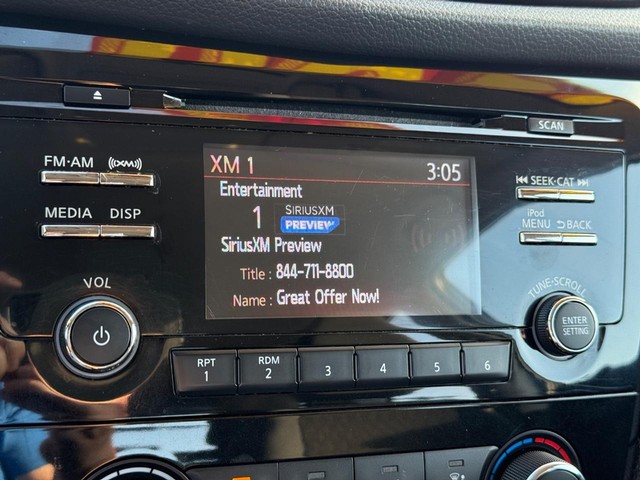 SCAN
FM·AM ((XM))
MEDIA DISP
VOL
XM 1 3:05
Entertainment
1 SIRIUSXM
PREVIEW
SiriusXM Preview
Title : 844-711-8800
Name : Great Offer Now!
SEEK·CAT
iPod
MENU BACK
TUNE·SCROLL
ENTER
SETTING
RPT
1
RDM
2
3
4
5
6